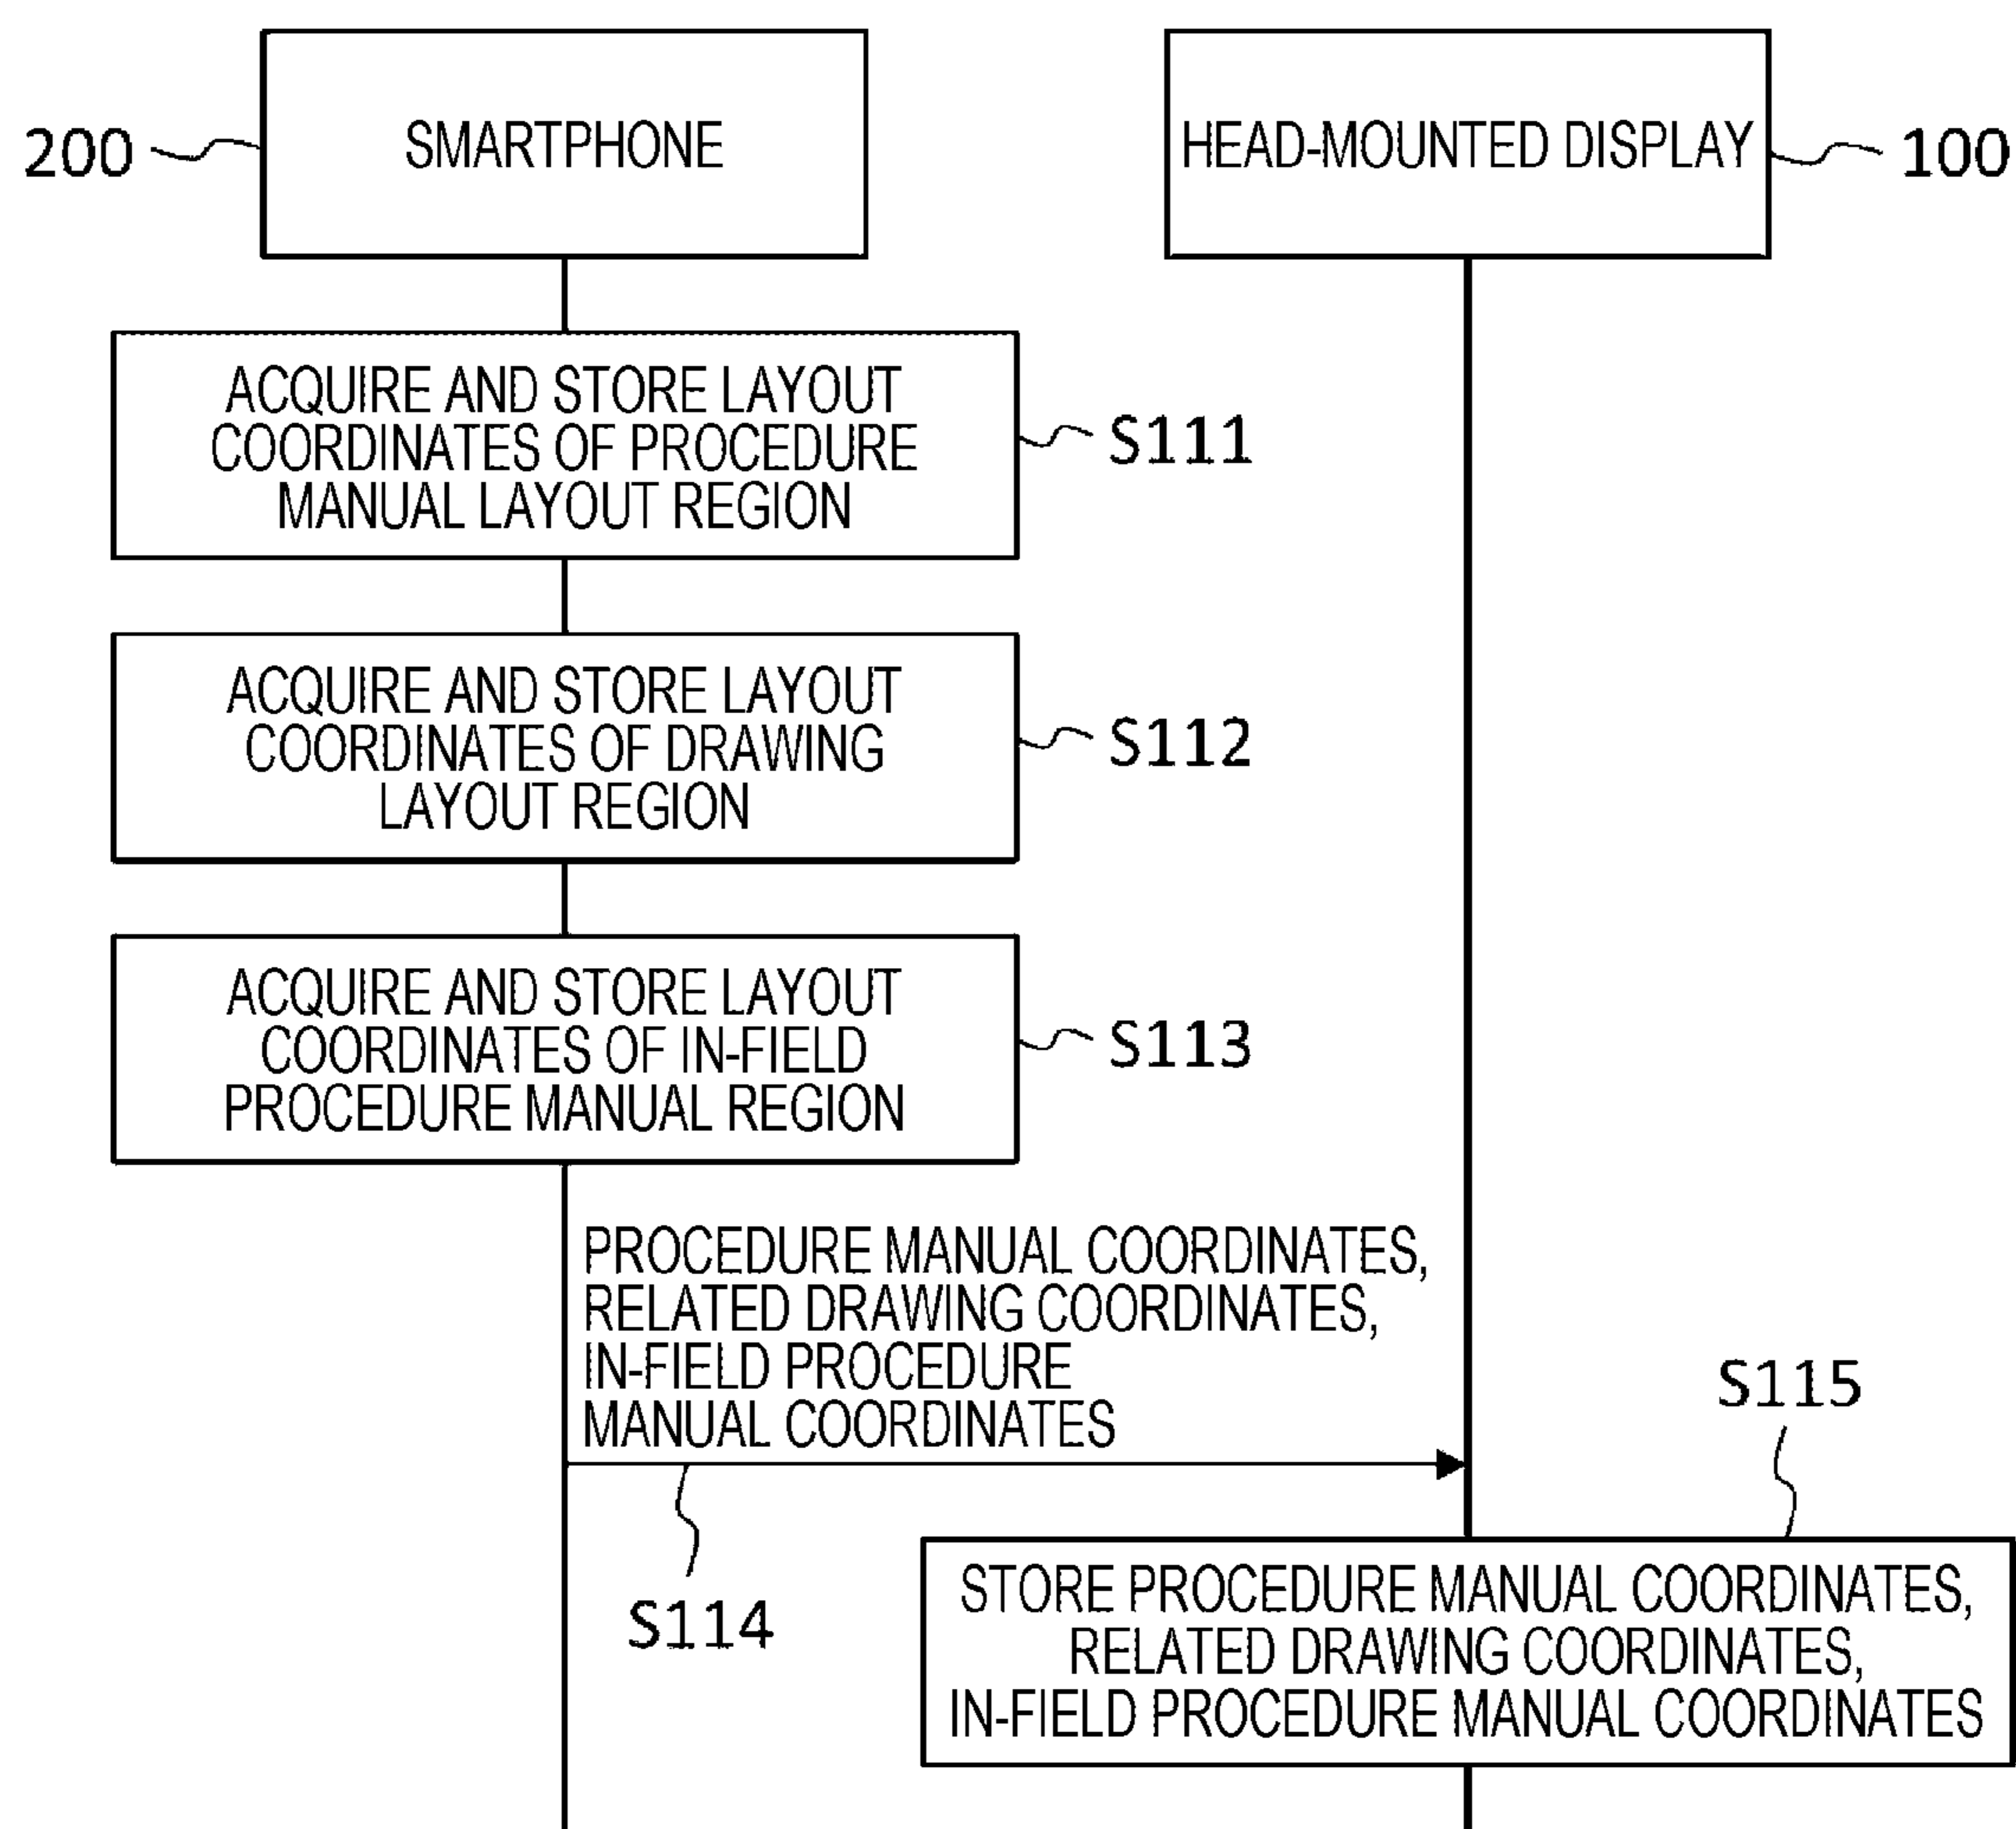 200
SMARTPHONE
HEAD-MOUNTED DISPLAY
100
ACQUIRE AND STORE LAYOUT
COORDINATES OF PROCEDURE
MANUAL LAYOUT REGION
S111
ACQUIRE AND STORE LAYOUT
COORDINATES OF DRAWING
LAYOUT REGION
S112
ACQUIRE AND STORE LAYOUT
COORDINATES OF IN-FIELD
PROCEDURE MANUAL REGION
S113
PROCEDURE MANUAL COORDINATES,
RELATED DRAWING COORDINATES,
IN-FIELD PROCEDURE
MANUAL COORDINATES
S114
S115
STORE PROCEDURE MANUAL COORDINATES,
RELATED DRAWING COORDINATES,
IN-FIELD PROCEDURE MANUAL COORDINATES